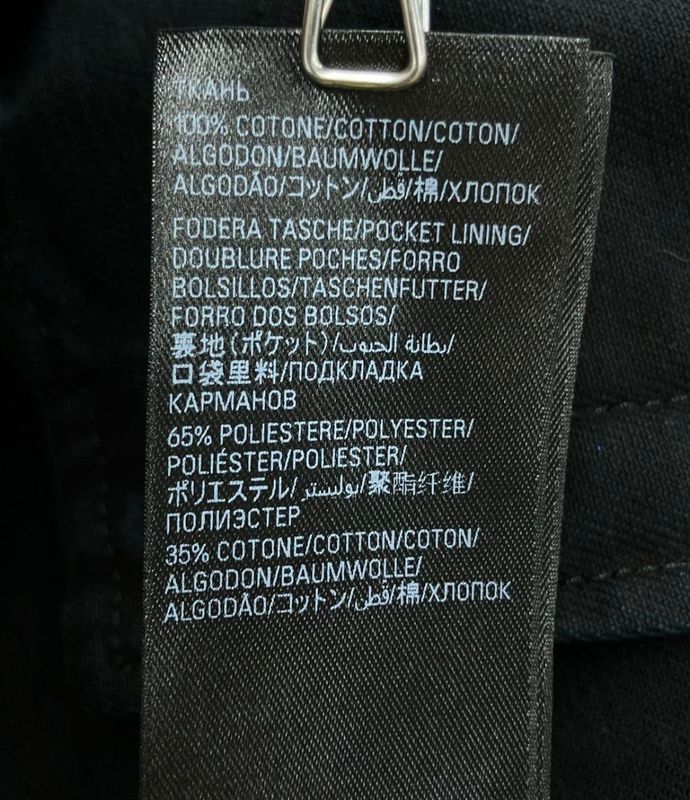 ТКАНЬ
100% COTONE/COTTON/COTON/
ALGODON/BAUMWOLLE/
ALGODÃO/コットン/قطن/棉/ХЛОПОК
FODERA TASCHE/POCKET LINING/
DOUBLURE POCHES/FORRO
BOLSILLOS/TASCHENFUTTER/
FORRO DOS BOLSOS/
裏地(ポケット)/بطانة الجيوب/
口袋里料/ПОДКЛАДКА
КАРМАНОВ
65% POLIESTERE/POLYESTER/
POLIÉSTER/POLIESTER/
ポリエステル/بوليستر/聚酯纤维/
ПОЛИЭСТЕР
35% COTONE/COTTON/COTON/
ALGODON/BAUMWOLLE/
ALGODÃO/コットン/قطن/棉/ХЛОПОК